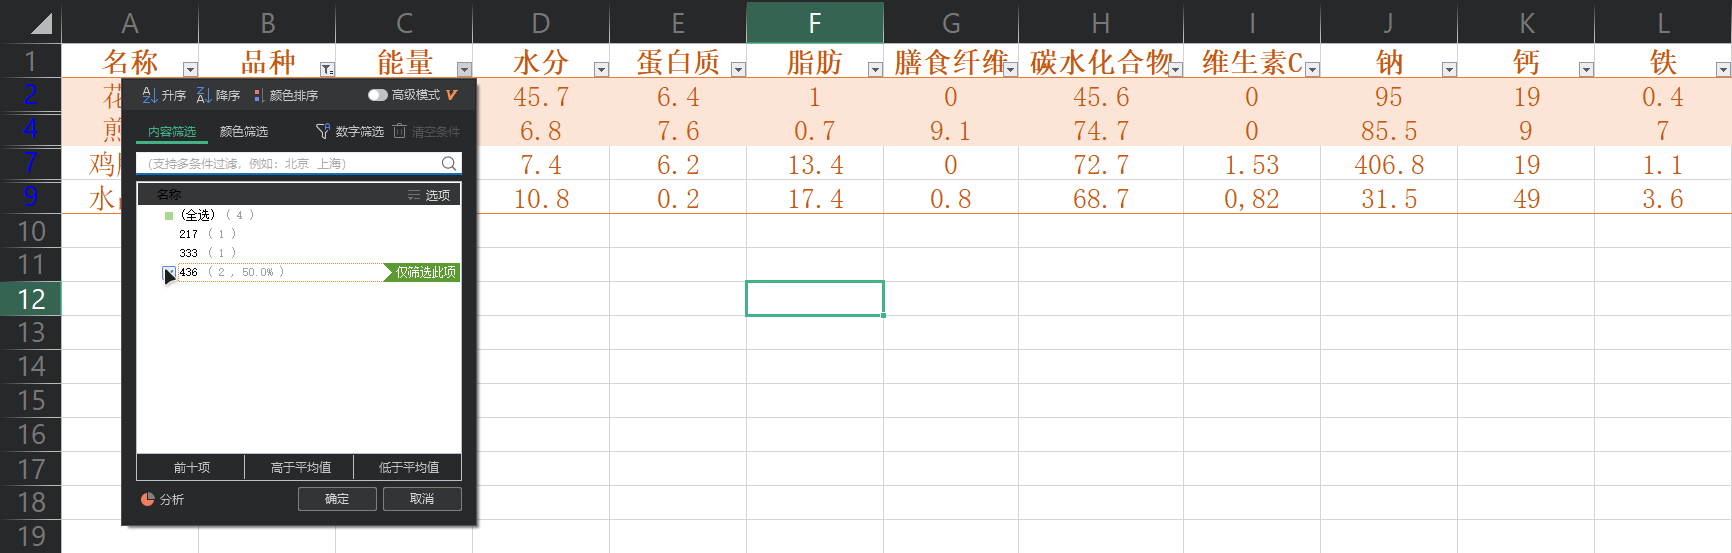 A B C D E F G H I J K L
1 名称 品种 能量 水分 蛋白质 脂肪 膳食纤维 碳水化合物 维生素C 钠 钙 铁
2 花 45.7 6.4 1 0 45.6 0 95 19 0.4
4 煎 6.8 7.6 0.7 9.1 74.7 0 85.5 9 7
7 鸡 7.4 6.2 13.4 0 72.7 1.53 406.8 19 1.1
9 水 10.8 0.2 17.4 0.8 68.7 0,82 31.5 49 3.6
10
11
12
13
14
15
16
17
18
19
升序 降序 颜色排序 高级模式
内容筛选 颜色筛选 数字筛选 清空条件
(支持多条件过滤，例如：北京 上海)
名称 选项
(全选) ( 4 )
217 ( 1 )
333 ( 1 )
436 ( 2 , 50.0% ) 仅筛选此项
前十项 高于平均值 低于平均值
分析 确定 取消